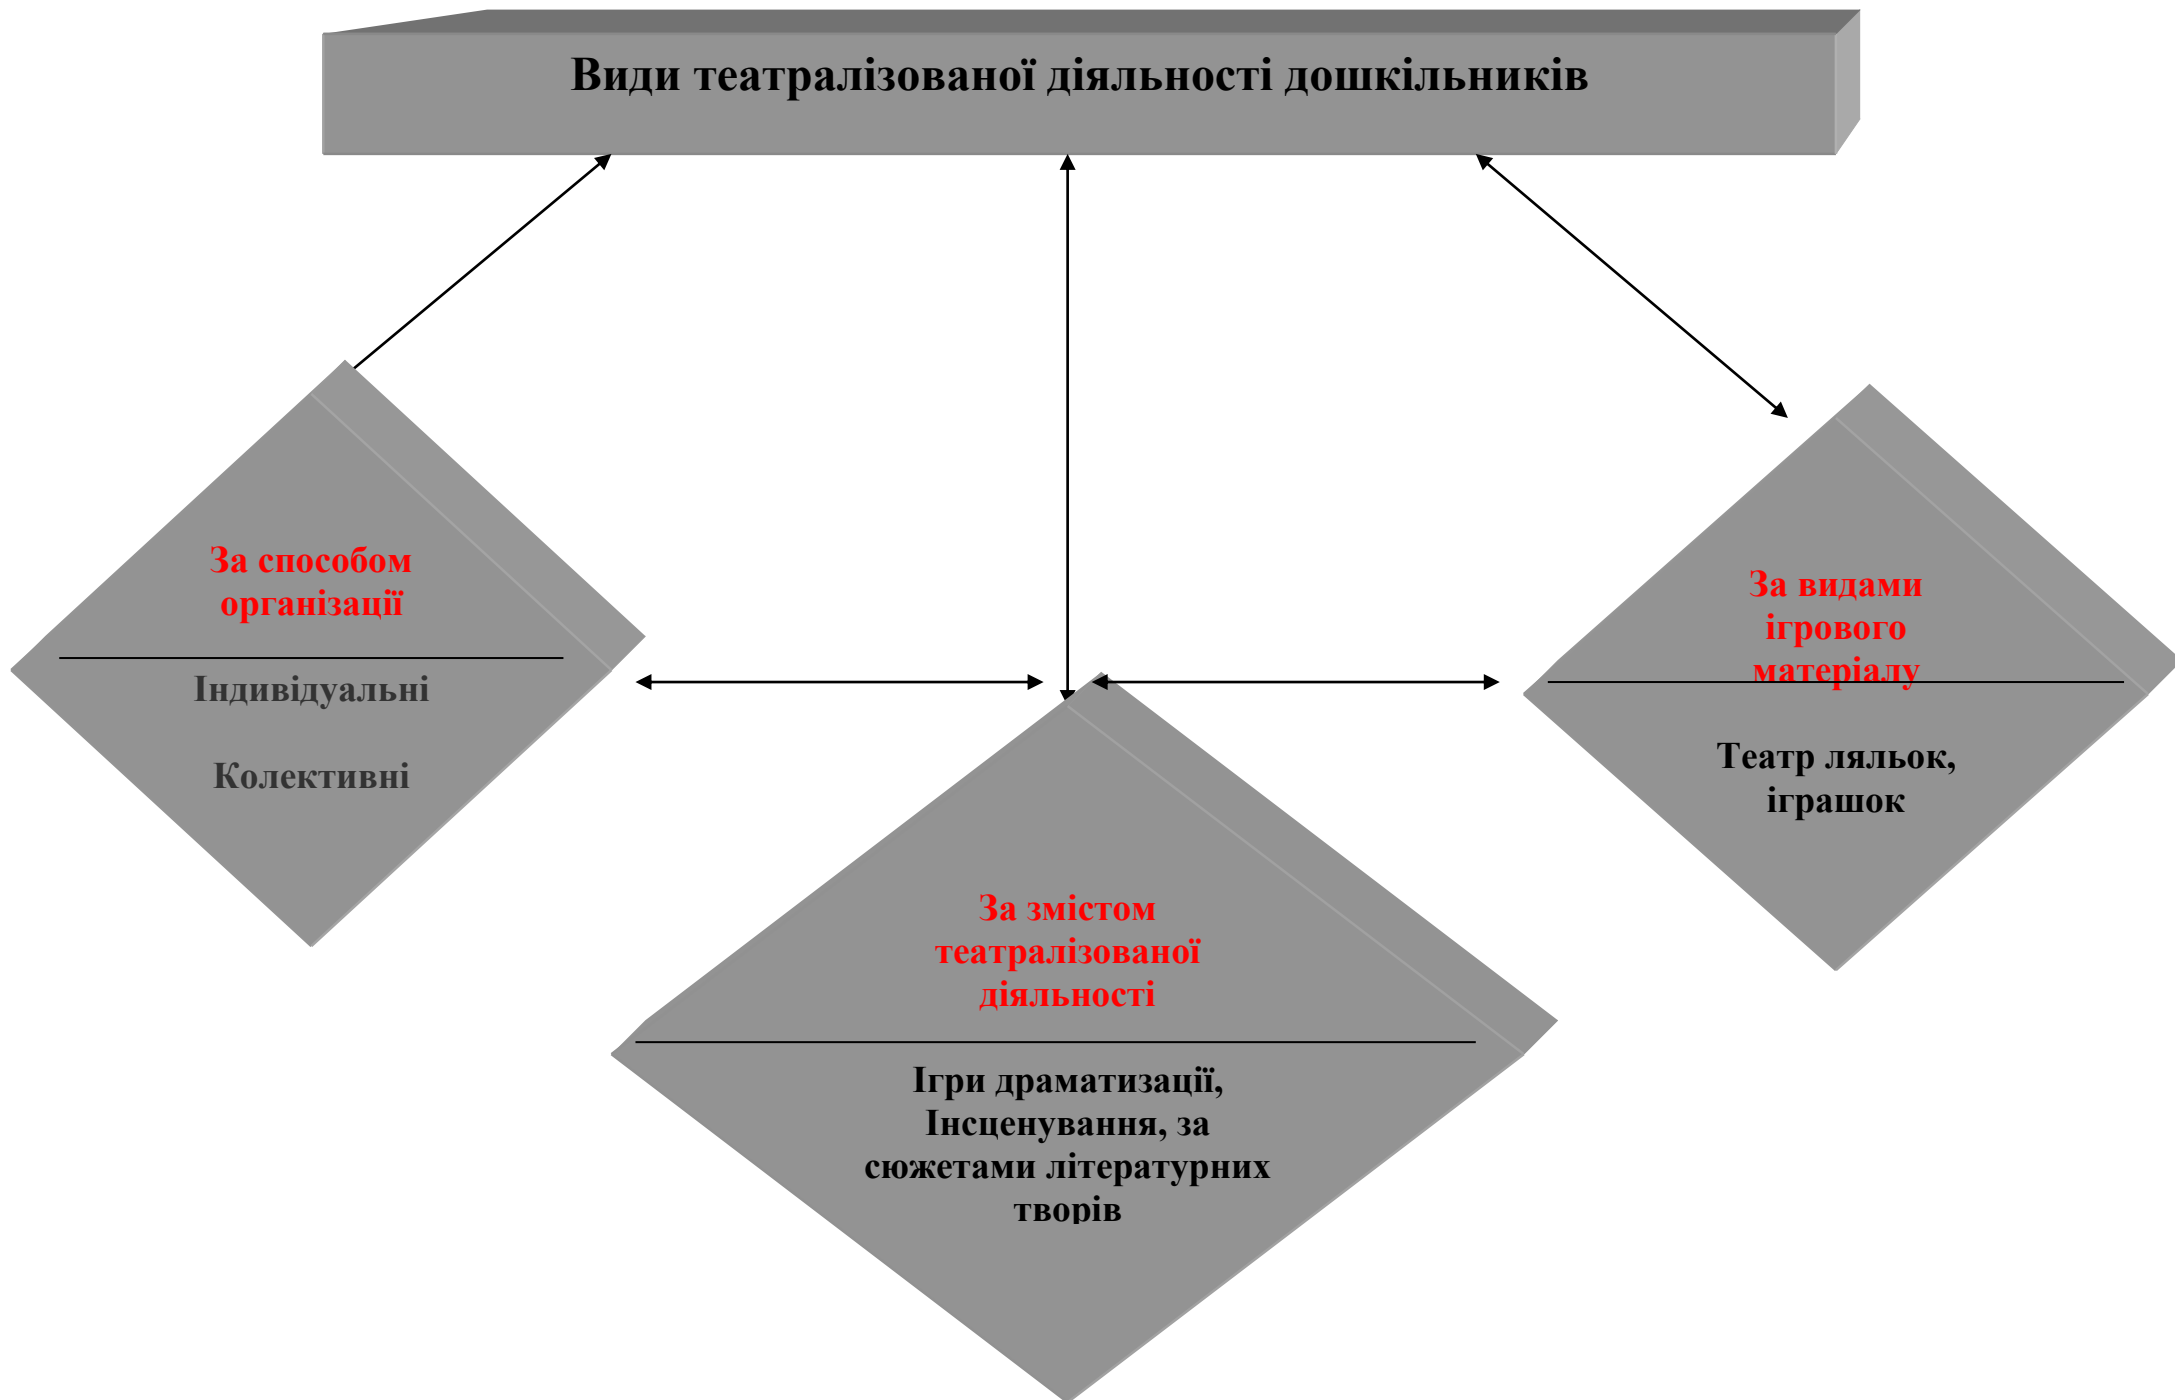 Види театралізованої діяльності дошкільників
За способом
організації
Індивідуальні
Колективні
За видами
ігрового
матеріалу
Театр ляльок,
іграшок
За змістом
театралізованої
діяльності
Ігри драматизації,
Інсценування, за
сюжетами літературних
творів